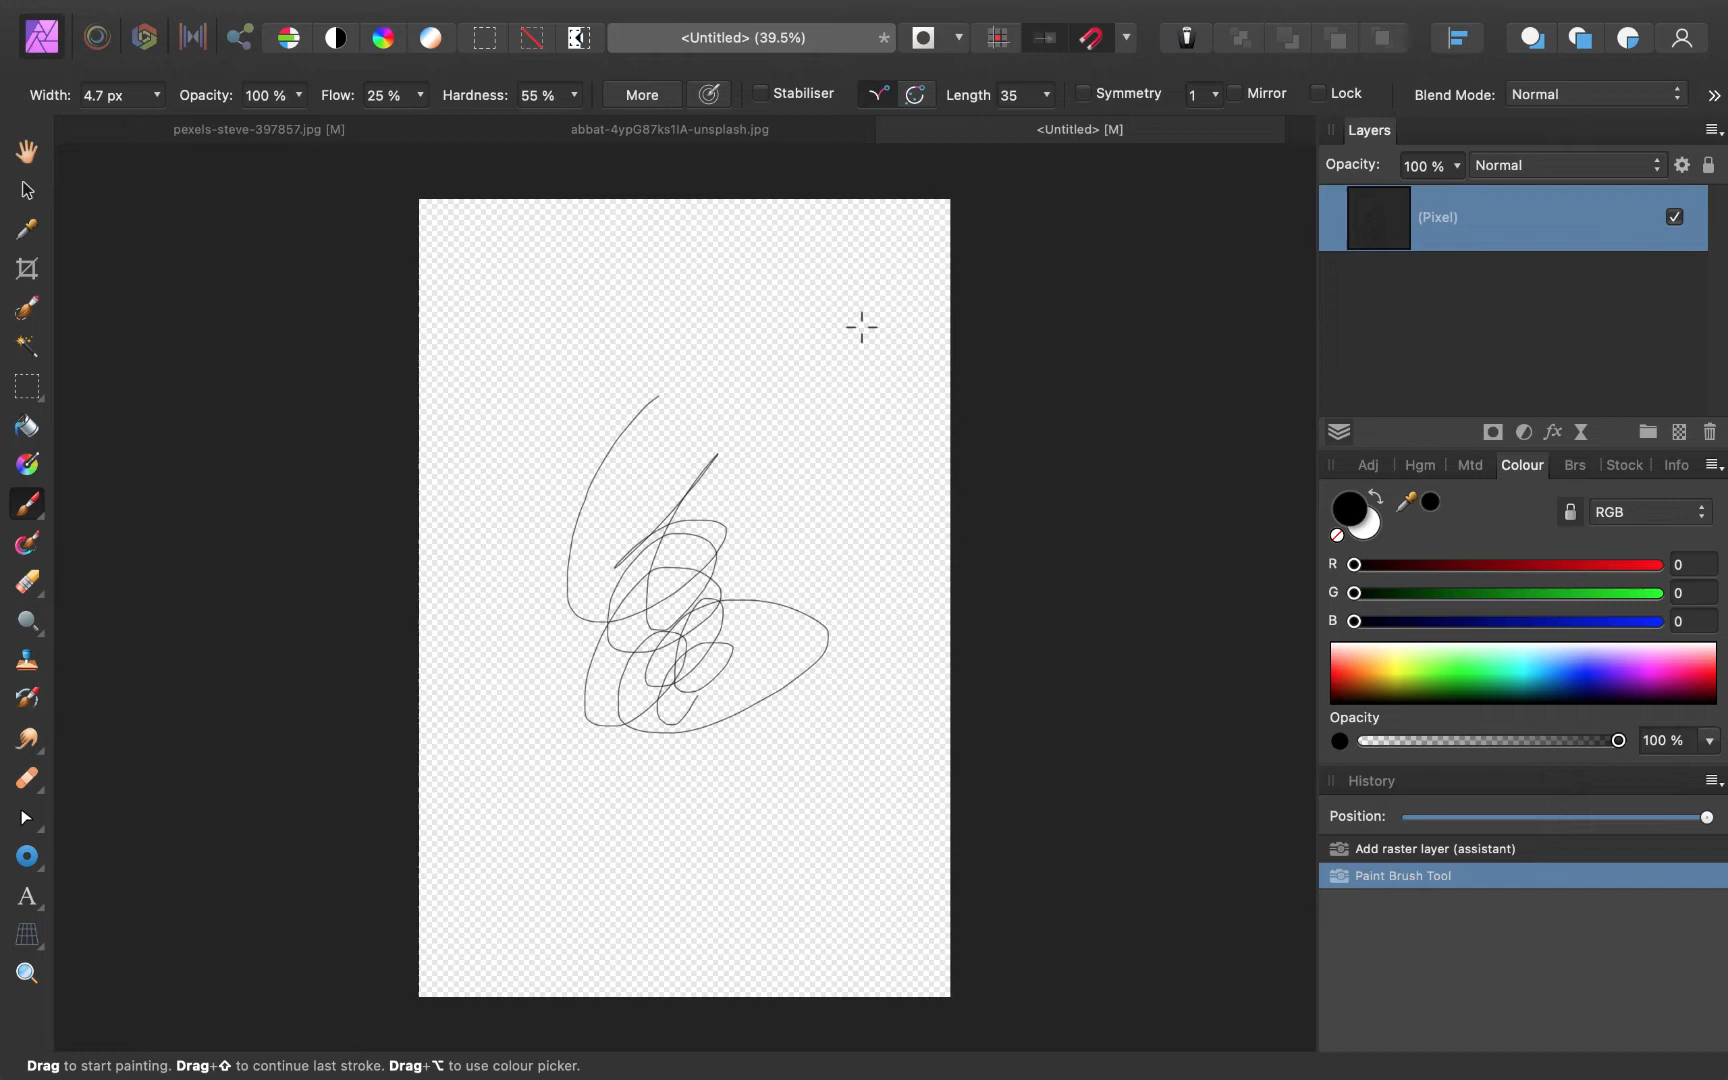 <Untitled> (39.5%)
Width: 4.7 px Opacity: 100 % Flow: 25 % Hardness: 55 % More Stabiliser Length 35 Symmetry 1 Mirror Lock Blend Mode: Normal
pexels-steve-397857.jpg [M] abbat-4ypG87ks1IA-unsplash.jpg <Untitled> [M]
Layers
Opacity: 100 % Normal
(Pixel)
Adj Hgm Mtd Colour Brs Stock Info
RGB
R 0
G 0
B 0
Opacity
100 %
History
Position:
Add raster layer (assistant)
Paint Brush Tool
Drag to start painting. Drag+⇧ to continue last stroke. Drag+⌥ to use colour picker.